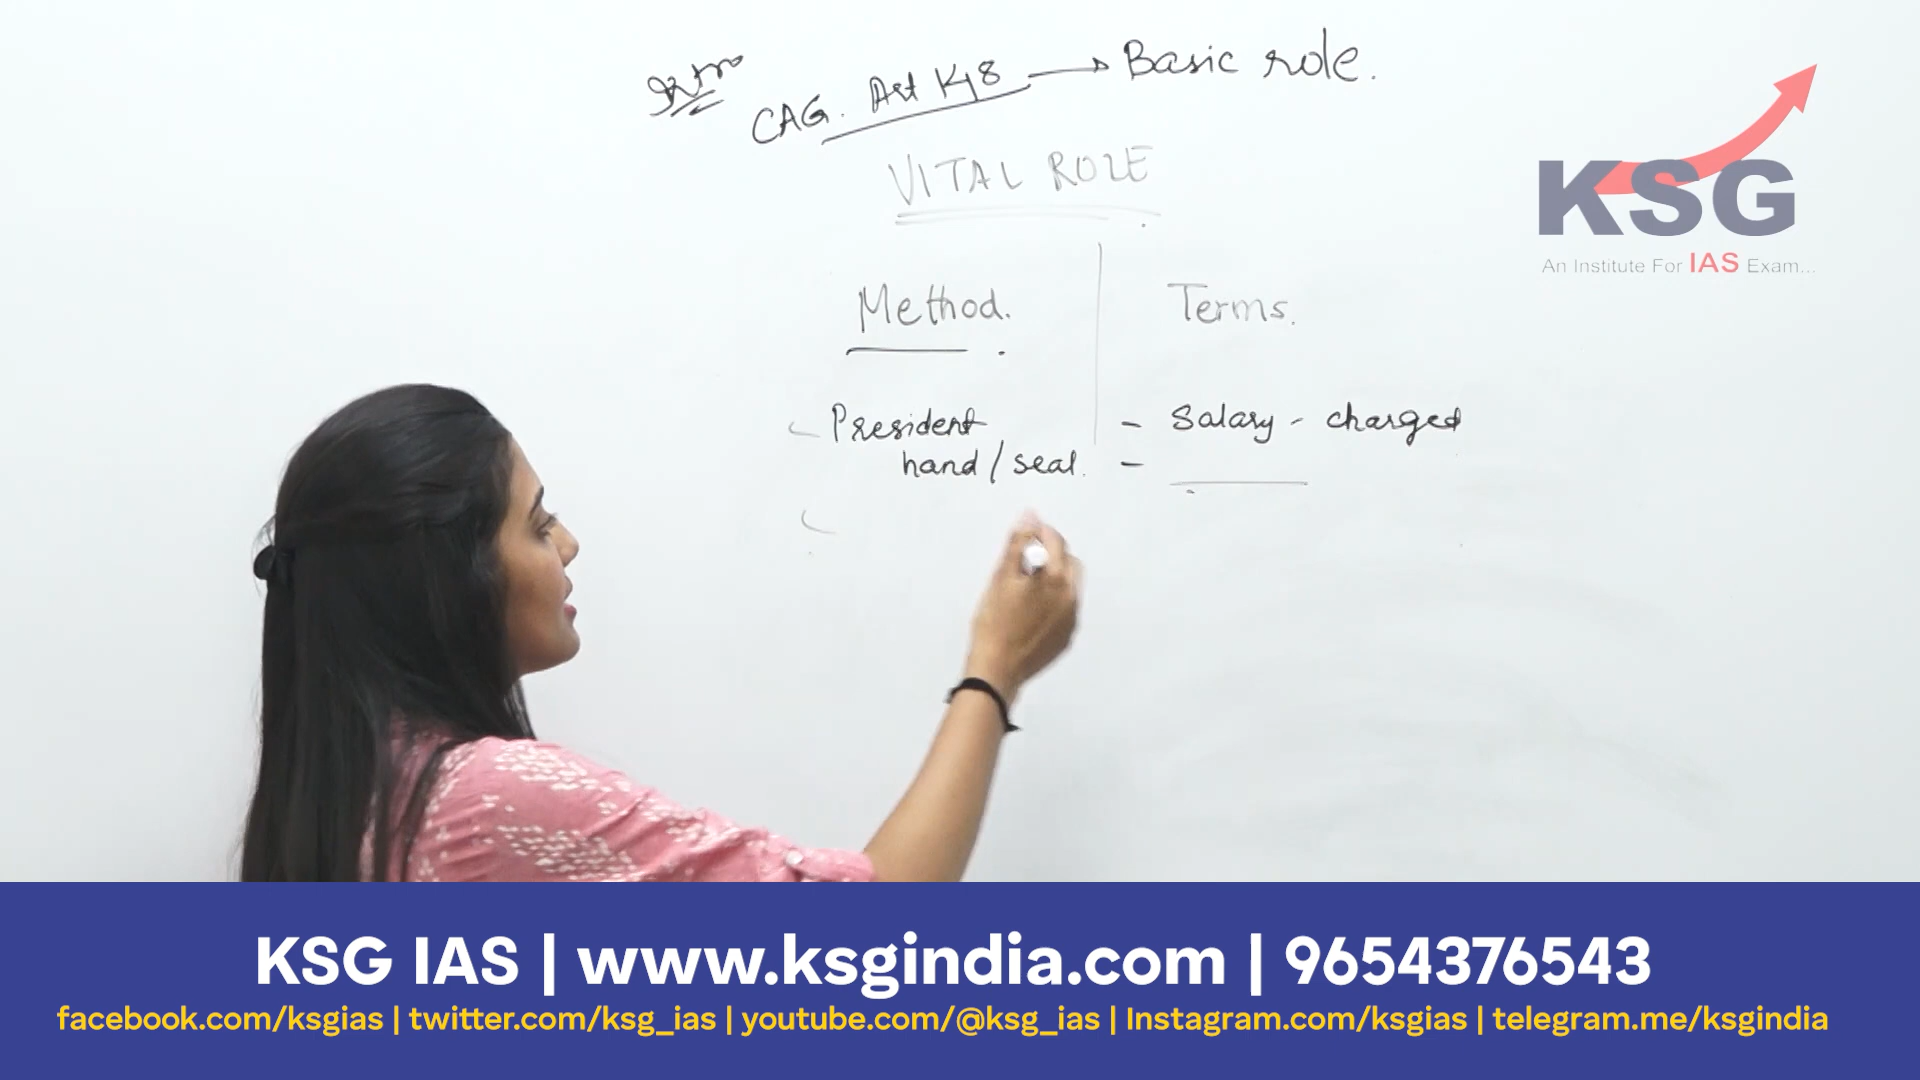 Intro
CAG. Art 148 → Basic role.
VITAL ROLE
Method.
Terms.
President
hand/seal.
- Salary - charged
-
KSG
An Institute For IAS Exam...
KSG IAS | www.ksgindia.com | 9654376543
facebook.com/ksgias | twitter.com/ksg_ias | youtube.com/@ksg_ias | Instagram.com/ksgias | telegram.me/ksgindia